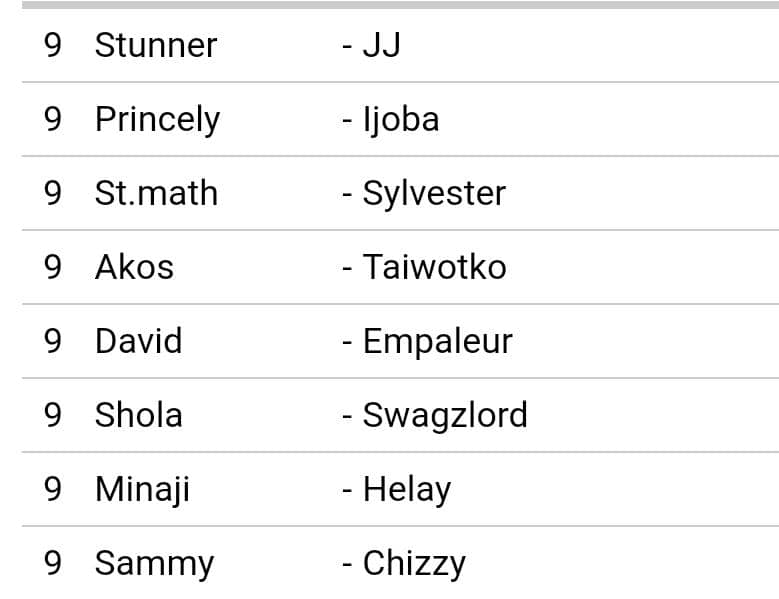 9 Stunner - JJ
9 Princely - Ijoba
9 St.math - Sylvester
9 Akos - Taiwotko
9 David - Empaleur
9 Shola - Swagzlord
9 Minaji - Helay
9 Sammy - Chizzy